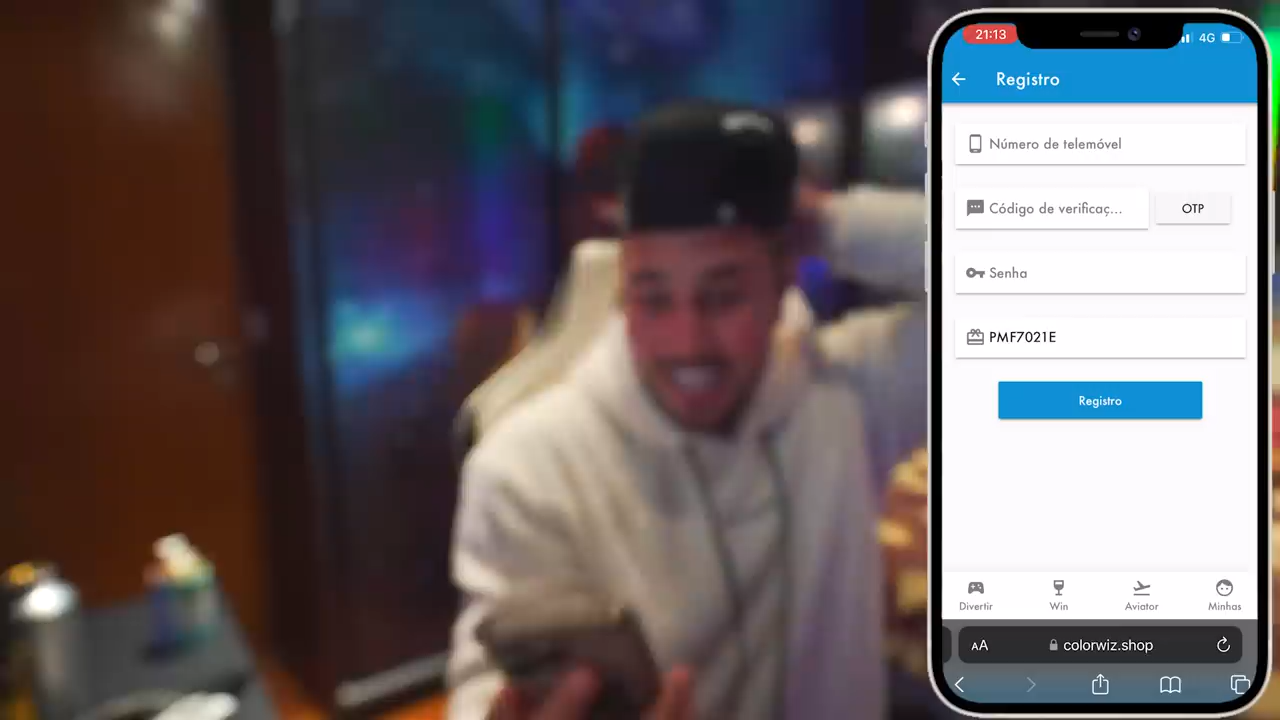 21:13
4G
Registro
Número de telemóvel
Código de verificaç...
OTP
Senha
PMF7021E
Registro
Divertir
Win
Aviator
Minhas
AA
colorwiz.shop